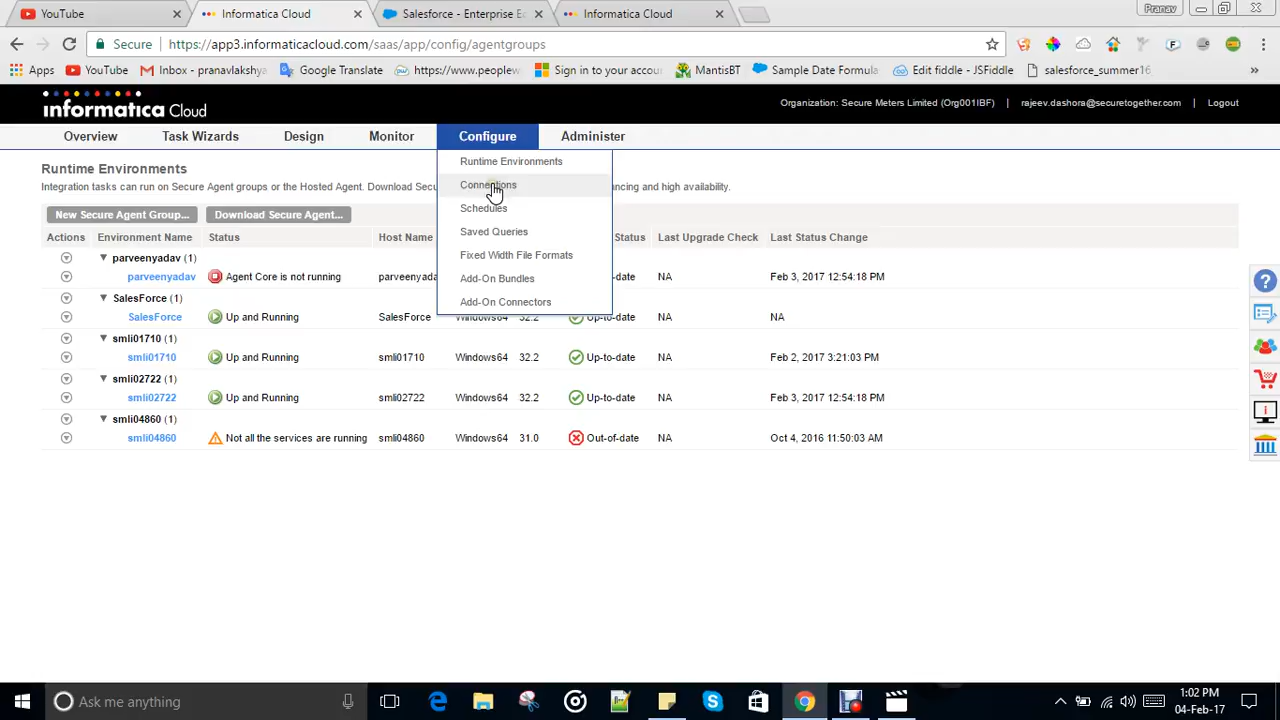 YouTube
Informatica Cloud
Salesforce - Enterprise Ed
Informatica Cloud
Pranav
Secure
https://app3.informaticacloud.com/saas/app/config/agentgroups
Apps
YouTube
Inbox - pranavlakshya
Google Translate
https://www.peoplew
Sign in to your accou
MantisBT
Sample Date Formula
Edit fiddle - JSFiddle
salesforce_summer16
»
informatica Cloud
Organization: Secure Meters Limited (Org001IBF)
rajeev.dashora@securetogether.com
Logout
Overview
Task Wizards
Design
Monitor
Configure
Administer
Runtime Environments
Connections
Schedules
Saved Queries
Fixed Width File Formats
Add-On Bundles
Add-On Connectors
Runtime Environments
Integration tasks can run on Secure Agent groups or the Hosted Agent. Download Secu
ncing and high availability.
New Secure Agent Group...
Download Secure Agent...
Actions
Environment Name
Status
Host Name
Status
Last Upgrade Check
Last Status Change
parveenyadav (1)
parveenyadav
Agent Core is not running
parveenyada
-date
NA
Feb 3, 2017 12:54:18 PM
SalesForce (1)
SalesForce
Up and Running
SalesForce
Windows64
32.2
Up-to-date
NA
NA
smli01710 (1)
smli01710
Up and Running
smli01710
Windows64
32.2
Up-to-date
NA
Feb 2, 2017 3:21:03 PM
smli02722 (1)
smli02722
Up and Running
smli02722
Windows64
32.2
Up-to-date
NA
Feb 3, 2017 12:54:18 PM
smli04860 (1)
smli04860
Not all the services are running
smli04860
Windows64
31.0
Out-of-date
NA
Oct 4, 2016 11:50:03 AM
Ask me anything
1:02 PM
04-Feb-17